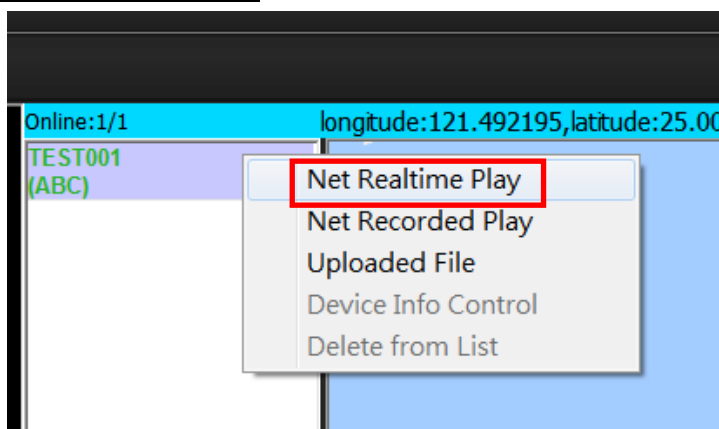 Online:1/1
longitude:121.492195,latitude:25.00
TEST001
(ABC)
Net Realtime Play
Net Recorded Play
Uploaded File
Device Info Control
Delete from List